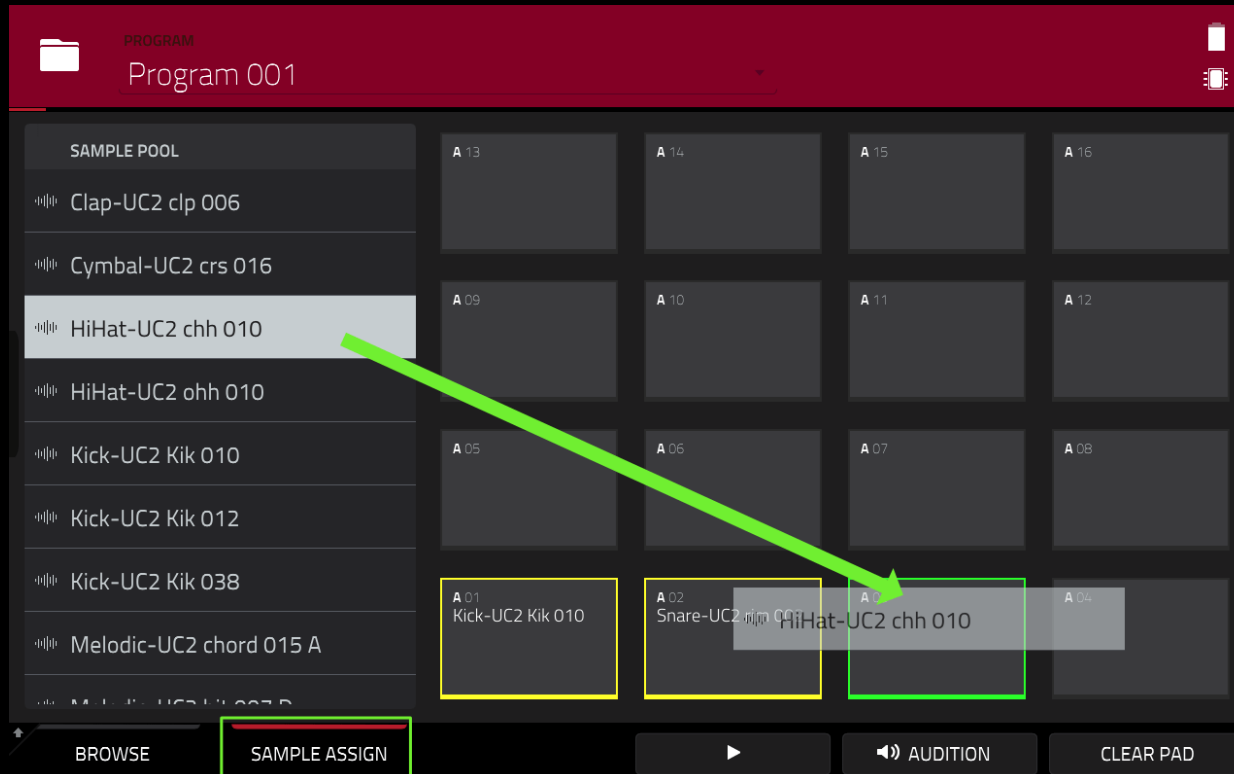 PROGRAM
Program 001
SAMPLE POOL
Clap-UC2 clp 006
Cymbal-UC2 crs 016
HiHat-UC2 chh 010
HiHat-UC2 ohh 010
Kick-UC2 Kik 010
Kick-UC2 Kik 012
Kick-UC2 Kik 038
Melodic-UC2 chord 015 A
A 13
A 14
A 15
A 16
A 09
A 10
A 11
A 12
A 05
A 06
A 07
A 08
A 01
Kick-UC2 Kik 010
A 02
Snare-UC2 rim
A
A 04
HiHat-UC2 chh 010
BROWSE
SAMPLE ASSIGN
AUDITION
CLEAR PAD